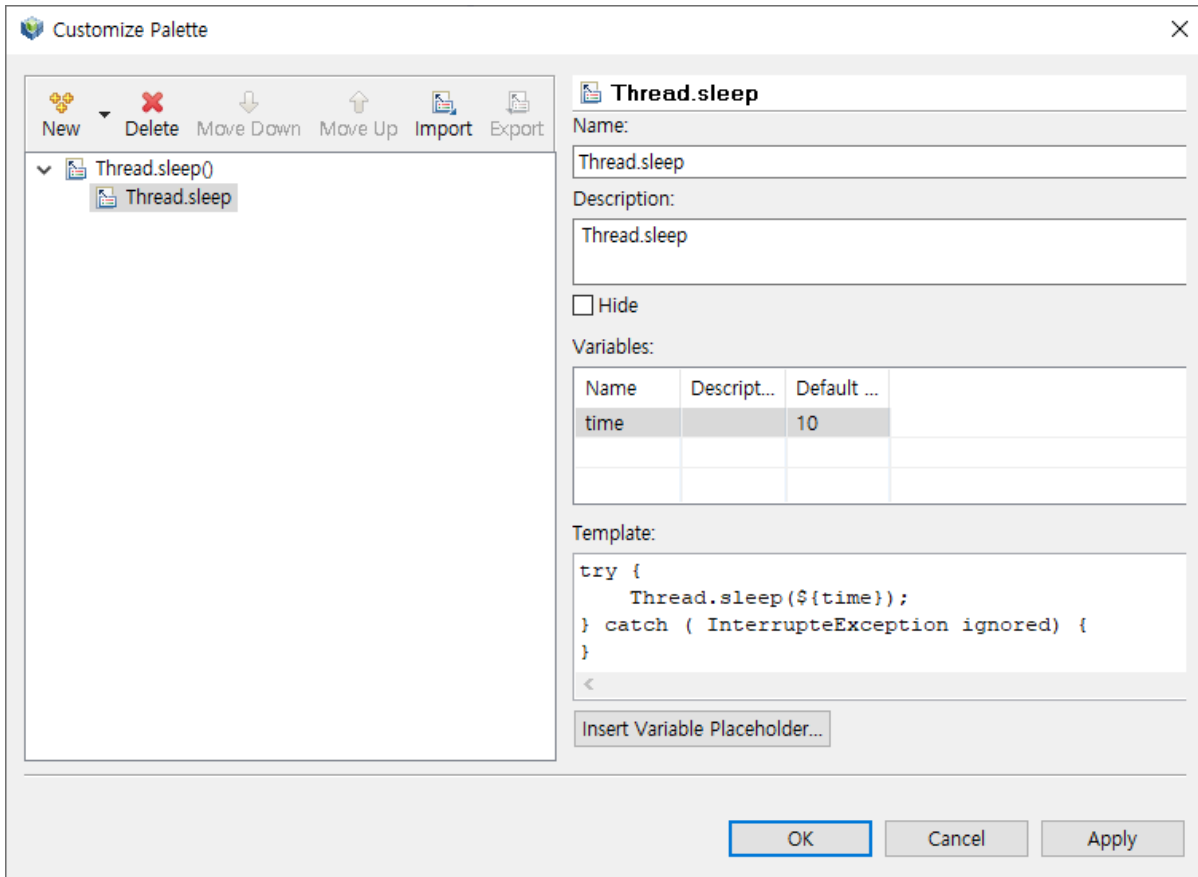 Customize Palette
New Delete Move Down Move Up Import Export
Thread.sleep()
Thread.sleep
Thread.sleep
Name:
Thread.sleep
Description:
Thread.sleep
Hide
Variables:
Name Descript... Default ...
time 10
Template:
try {
    Thread.sleep(${time});
} catch ( InterrupteException ignored) {
}
Insert Variable Placeholder...
OK Cancel Apply